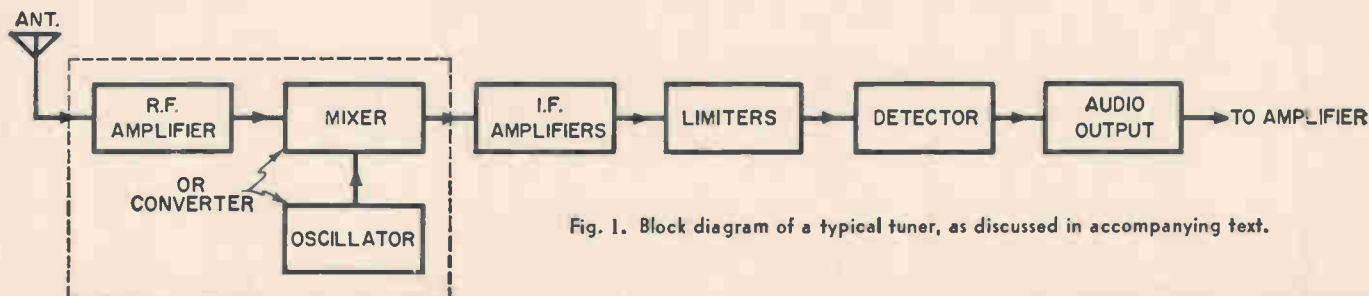 ANT.
R.F.
AMPLIFIER
MIXER
I.F.
AMPLIFIERS
LIMITERS
DETECTOR
AUDIO
OUTPUT
TO AMPLIFIER
OR
CONVERTER
OSCILLATOR
Fig. 1. Block diagram of a typical tuner, as discussed in accompanying text.